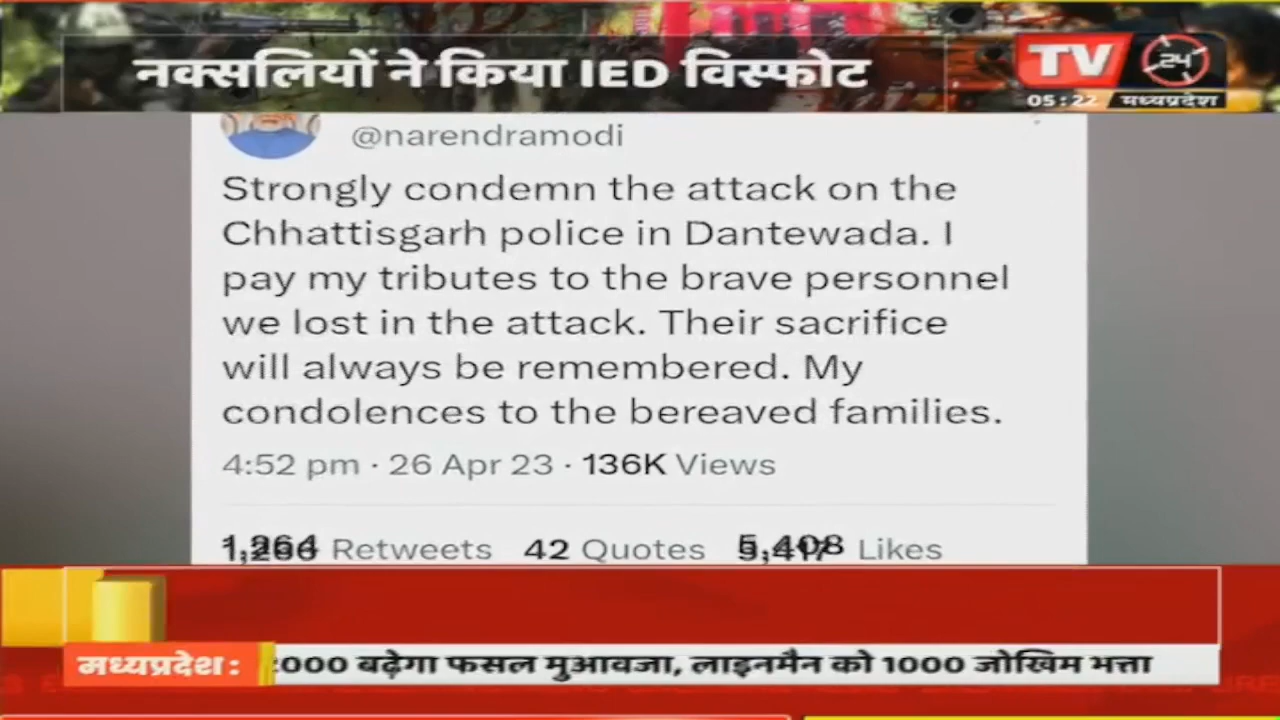 नक्सलियों ने किया IED विस्फोट
TV 24
05:22 मध्यप्रदेश
@narendramodi
Strongly condemn the attack on the
Chhattisgarh police in Dantewada. I
pay my tributes to the brave personnel
we lost in the attack. Their sacrifice
will always be remembered. My
condolences to the bereaved families.
4:52 pm · 26 Apr 23 · 136K Views
Retweets 42 Quotes Likes
मध्यप्रदेश: 000 बढ़ेगा फसल मुआवजा, लाइनमैन को 1000 जोखिम भत्ता